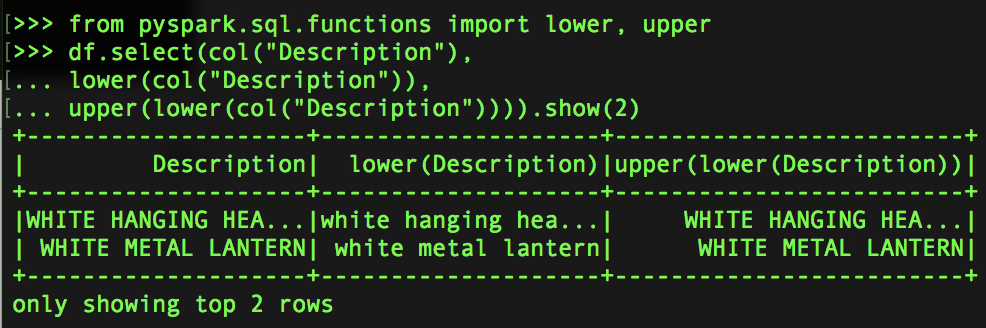 [>>> from pyspark.sql.functions import lower, upper
[>>> df.select(col("Description"),
[... lower(col("Description")),
[... upper(lower(col("Description")))).show(2)
+--------------------+--------------------+-------------------------+
|         Description|  lower(Description)|upper(lower(Description))|
+--------------------+--------------------+-------------------------+
|WHITE HANGING HEA...|white hanging hea...|     WHITE HANGING HEA...|
| WHITE METAL LANTERN| white metal lantern|      WHITE METAL LANTERN|
+--------------------+--------------------+-------------------------+
only showing top 2 rows